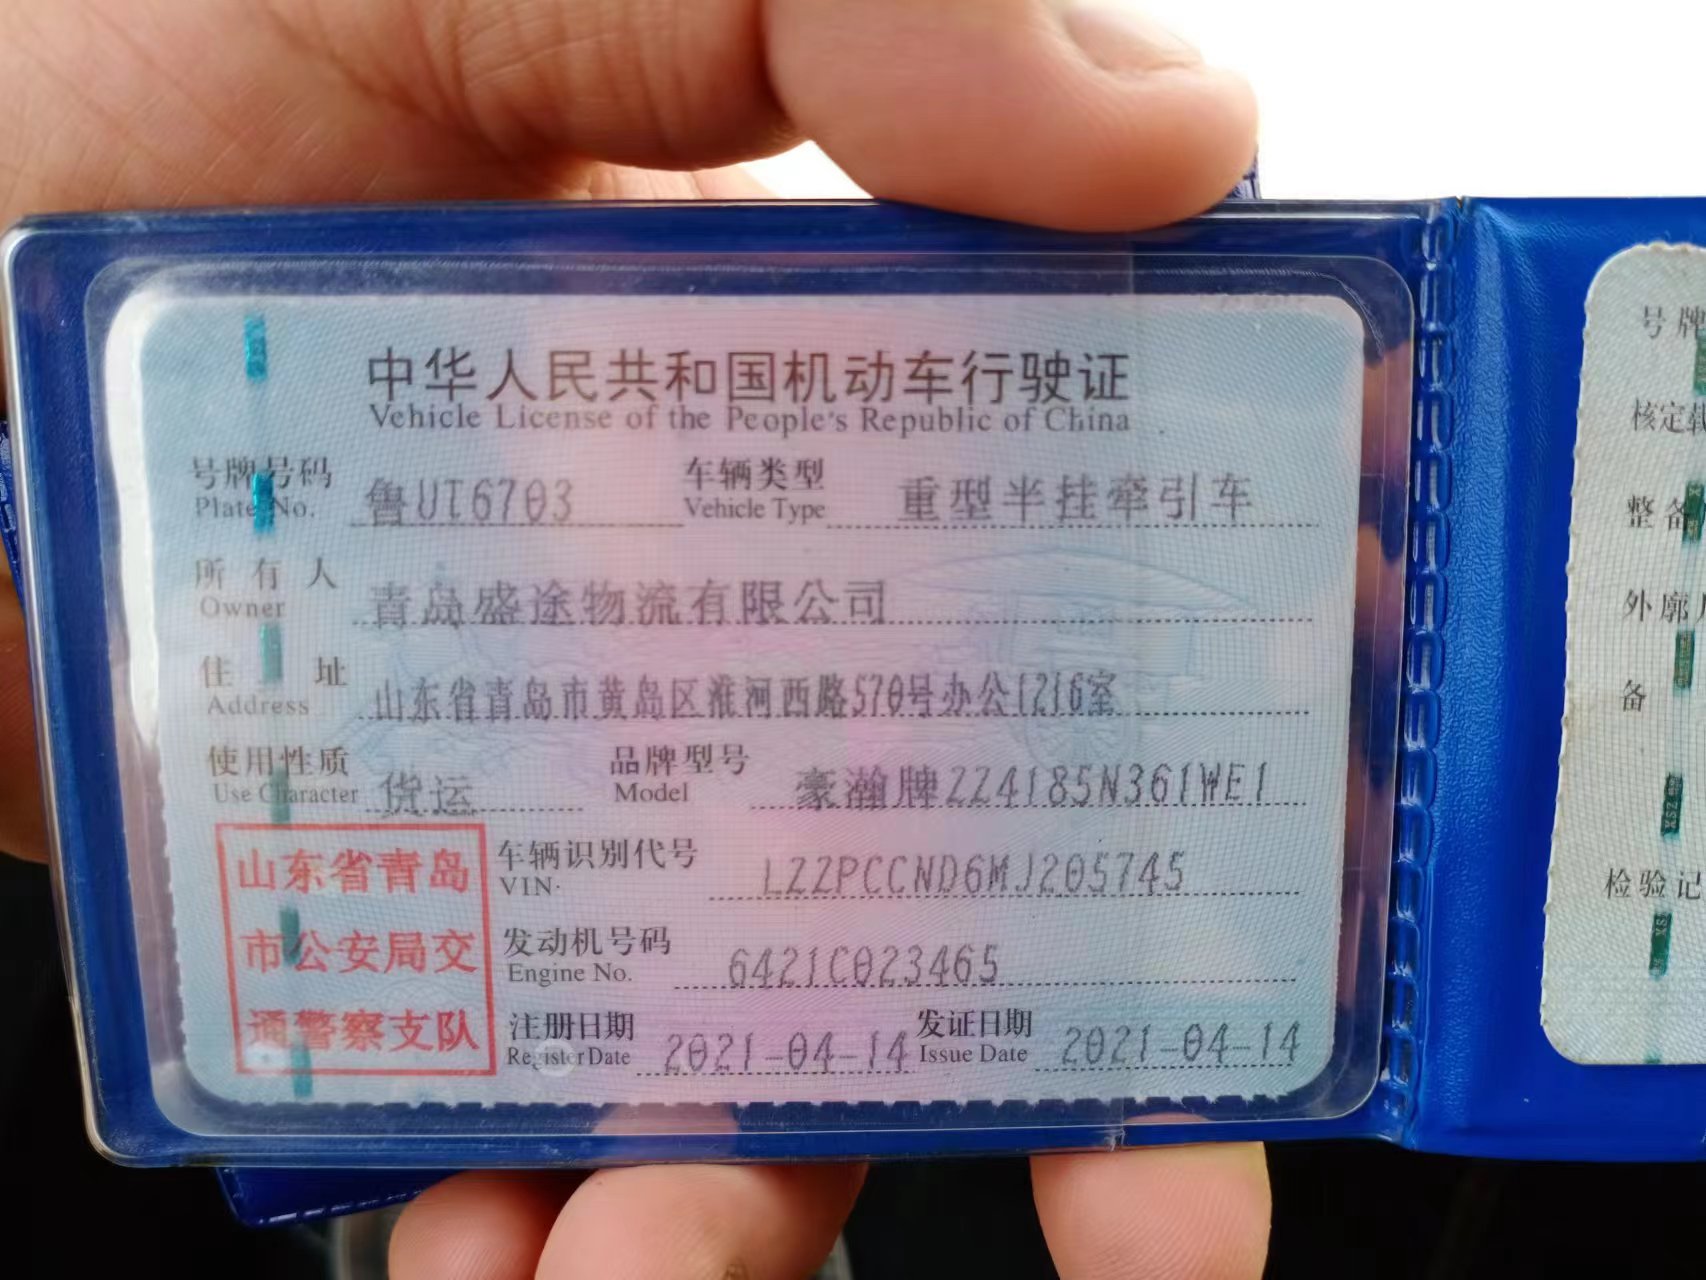 中华人民共和国机动车行驶证
Vehicle License of the People's Republic of China
号牌号码 鲁UT6703 车辆类型 重型半挂牵引车
Plate No. Vehicle Type
所有人 青岛盛途物流有限公司
Owner
住址 山东省青岛市黄岛区淮河西路570号办公1216室
Address
使用性质 货运 品牌型号 豪瀚牌ZZ4185N361WE1
Use Character Model
山东省青岛
市公安局交
通警察支队
车辆识别代号 LZZPCCND6MJ205745
VIN
发动机号码 6421C023465
Engine No.
注册日期 2021-04-14 发证日期 2021-04-14
Register Date Issue Date
号牌
核定载
整备
外廓
备
检验记